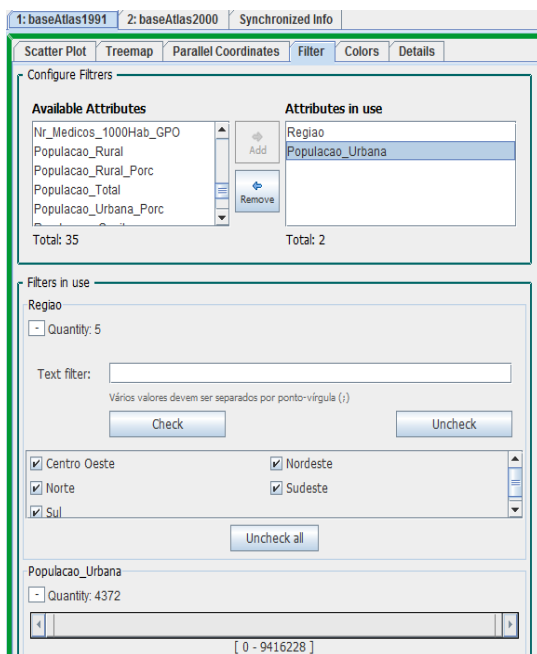 1: baseAtlas1991 2: baseAtlas2000 Synchronized Info
Scatter Plot Treemap Parallel Coordinates Filter Colors Details
Configure Filtrers
Available Attributes Attributes in use
Nr_Medicos_1000Hab_GPO
Populacao_Rural
Populacao_Rural_Porc
Populacao_Total
Populacao_Urbana_Porc
Add
Remove
Regiao
Populacao_Urbana
Total: 35 Total: 2
Filters in use
Regiao
- Quantity: 5
Text filter:
Vários valores devem ser separados por ponto-vírgula (;)
Check Uncheck
Centro Oeste Nordeste
Norte Sudeste
Sul
Uncheck all
Populacao_Urbana
- Quantity: 4372
[ 0 - 9416228 ]